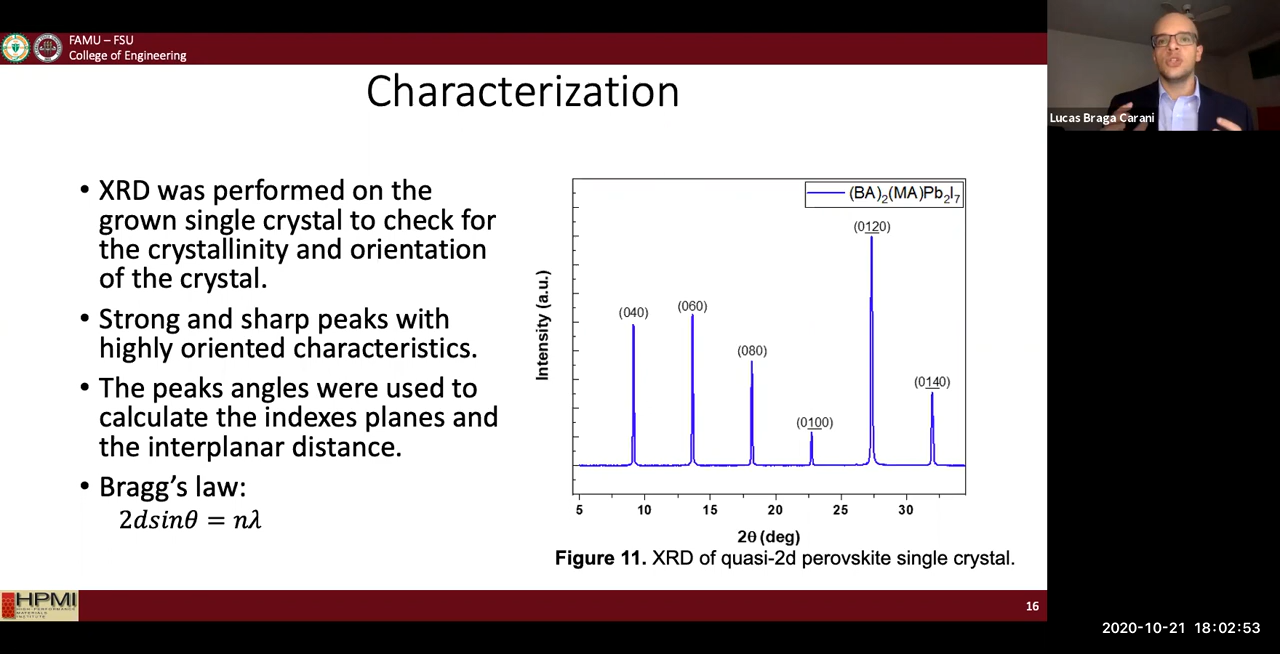 FAMU – FSU
College of Engineering
Characterization
Lucas Braga Carani
• XRD was performed on the
grown single crystal to check for
the crystallinity and orientation
of the crystal.
• Strong and sharp peaks with
highly oriented characteristics.
• The peaks angles were used to
calculate the indexes planes and
the interplanar distance.
• Bragg’s law:
2dsinθ = nλ
(BA)₂(MA)Pb₂I₇
(040)
(060)
(080)
(0100)
(0120)
(0140)
Intensity (a.u.)
5 10 15 20 25 30
2θ (deg)
Figure 11. XRD of quasi-2d perovskite single crystal.
HPMI
16
2020-10-21 18:02:53